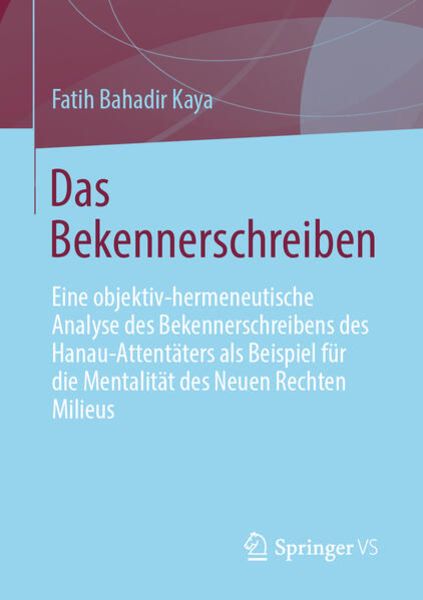 Fatih Bahadir Kaya
Das
Bekennerschreiben
Eine objektiv-hermeneutische
Analyse des Bekennerschreibens des
Hanau-Attentäters als Beispiel für
die Mentalität des Neuen Rechten
Milieus
Springer VS